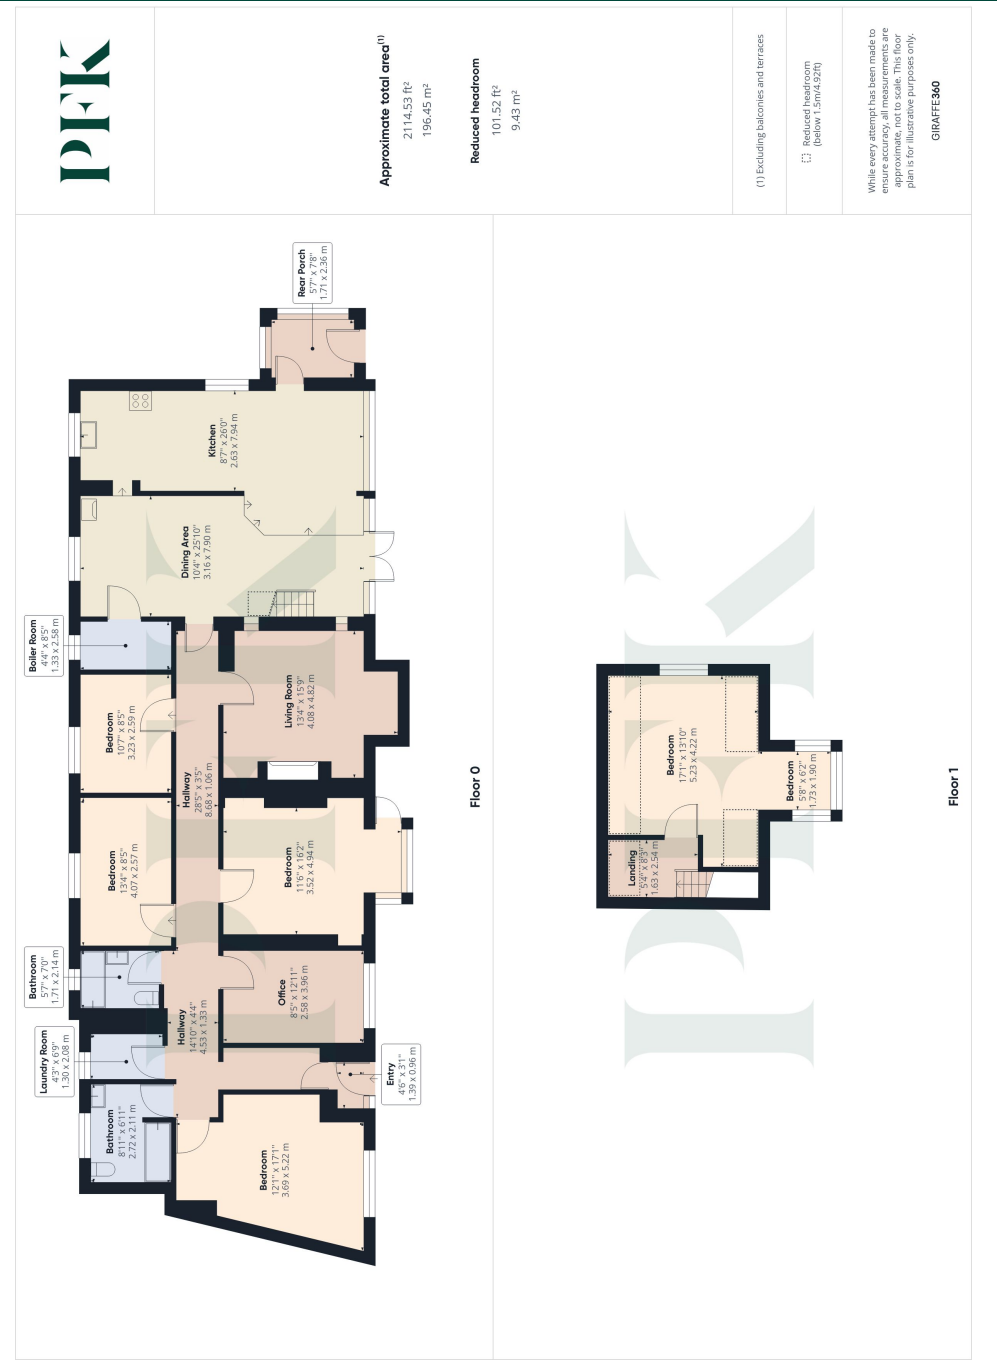 PFK
Approximate total area(1)
2114.53 ft²
196.45 m²
Reduced headroom
101.52 ft²
9.43 m²
(1) Excluding balconies and terraces
Reduced headroom
(below 1.5m/4.92ft)
While every attempt has been made to
ensure accuracy, all measurements are
approximate, not to scale. This floor
plan is for illustrative purposes only.
GIRAFFE360
Bathroom
8'11" x 6'11"
2.72 x 2.11 m
Laundry Room
4'3" x 6'9"
1.30 x 2.08 m
Bathroom
5'7" x 7'0"
1.71 x 2.14 m
Bedroom
13'4" x 8'5"
4.07 x 2.57 m
Bedroom
10'7" x 8'5"
3.23 x 2.59 m
Boiler Room
4'4" x 8'5"
1.33 x 2.58 m
Hallway
14'10" x 4'4"
4.53 x 1.33 m
Hallway
28'5" x 3'5"
8.68 x 1.06 m
Dining Area
10'4" x 25'10"
3.16 x 7.90 m
Kitchen
8'7" x 26'0"
2.63 x 7.94 m
Rear Porch
5'7" x 7'8"
1.71 x 2.36 m
Bedroom
12'1" x 17'1"
3.69 x 5.22 m
Entry
4'6" x 3'1"
1.39 x 0.96 m
Office
8'5" x 12'11"
2.58 x 3.96 m
Bedroom
11'6" x 16'2"
3.52 x 4.94 m
Living Room
13'4" x 15'9"
4.08 x 4.82 m
Floor 0
PFK
Landing
5'4" x 8'3"
1.63 x 2.54 m
Bedroom
17'1" x 13'10"
5.23 x 4.22 m
Bedroom
5'8" x 6'2"
1.73 x 1.90 m
Floor 1
PFK